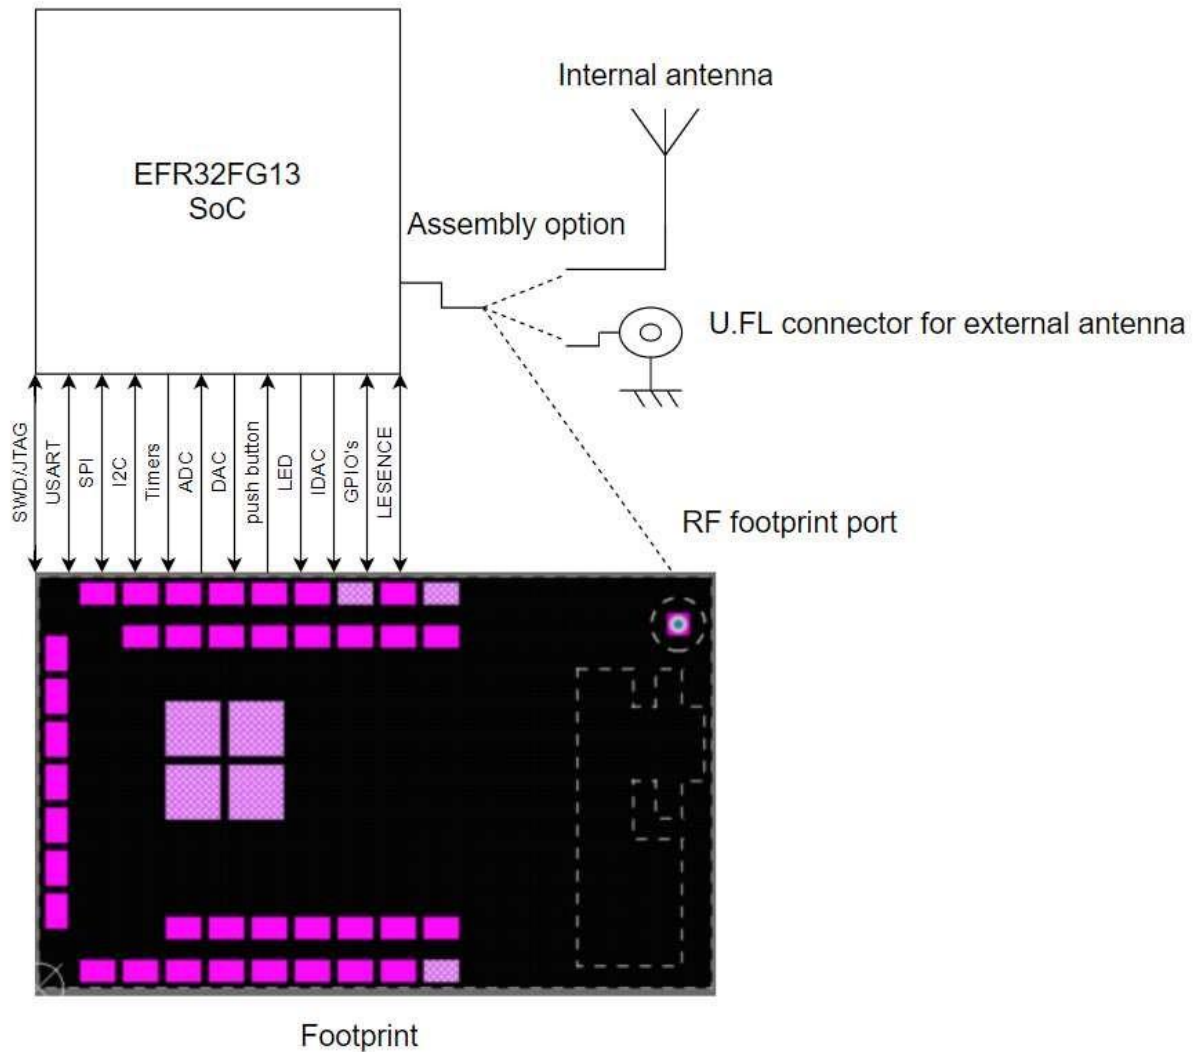 Internal antenna
EFR32FG13
SoC
Assembly option
U.FL connector for external antenna
SWD/JTAG
USART
SPI
I2C
Timers
ADC
DAC
push button
LED
IDAC
GPIO's
LESENCE
RF footprint port
Footprint